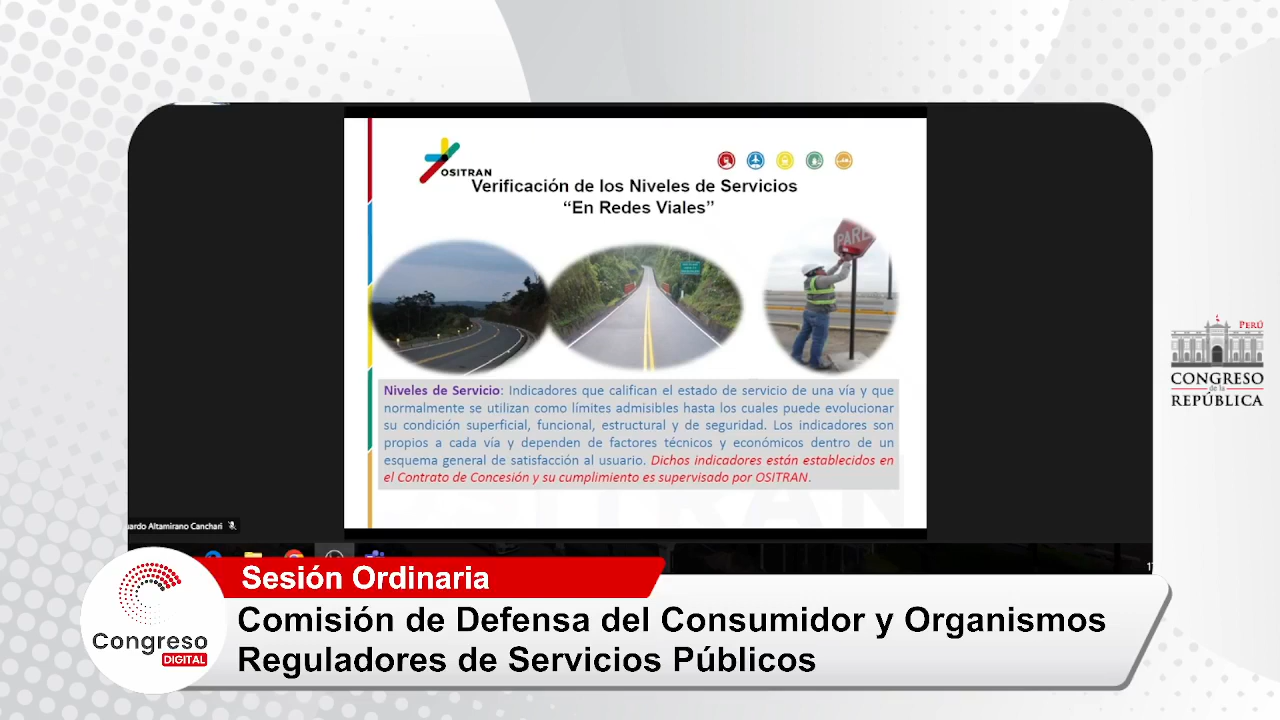 OSITRAN
Verificación de los Niveles de Servicios
“En Redes Viales”
PARE
Niveles de Servicio: Indicadores que califican el estado de servicio de una vía y que
normalmente se utilizan como límites admisibles hasta los cuales puede evolucionar
su condición superficial, funcional, estructural y de seguridad. Los indicadores son
propios a cada vía y dependen de factores técnicos y económicos dentro de un
esquema general de satisfacción al usuario. Dichos indicadores están establecidos en
el Contrato de Concesión y su cumplimiento es supervisado por OSITRAN.
uardo Altamirano Canchari
PERÚ
CONGRESO
de la
REPÚBLICA
Sesión Ordinaria
Comisión de Defensa del Consumidor y Organismos
Reguladores de Servicios Públicos
Congreso
DIGITAL